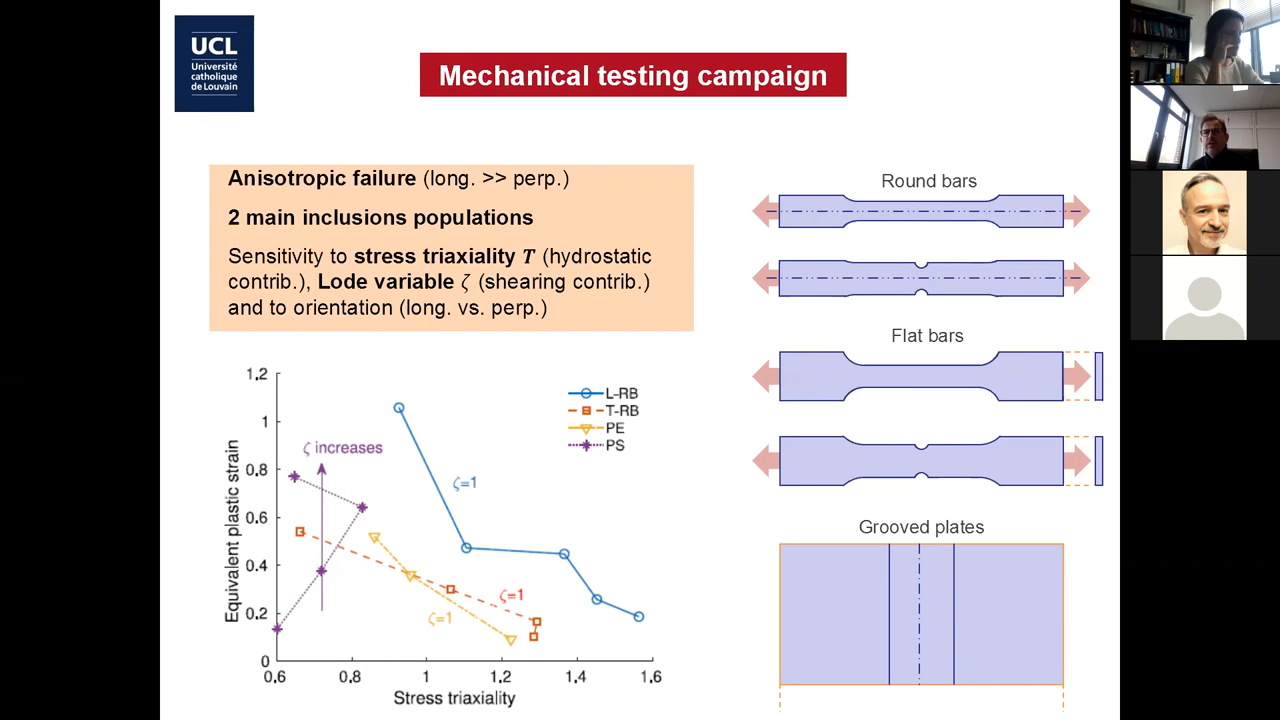 UCL
Université
catholique
de Louvain
Mechanical testing campaign
Anisotropic failure (long. >> perp.)
2 main inclusions populations
Sensitivity to stress triaxiality T (hydrostatic
contrib.), Lode variable ζ (shearing contrib.)
and to orientation (long. vs. perp.)
Round bars
Flat bars
Grooved plates
1,2
1
0,8
0,6
0,4
0,2
0
Equivalent plastic strain
ζ increases
ζ=1
ζ=1
ζ=1
L-RB
T-RB
PE
PS
0.6
0.8
1
1.2
1.4
1.6
Stress triaxiality